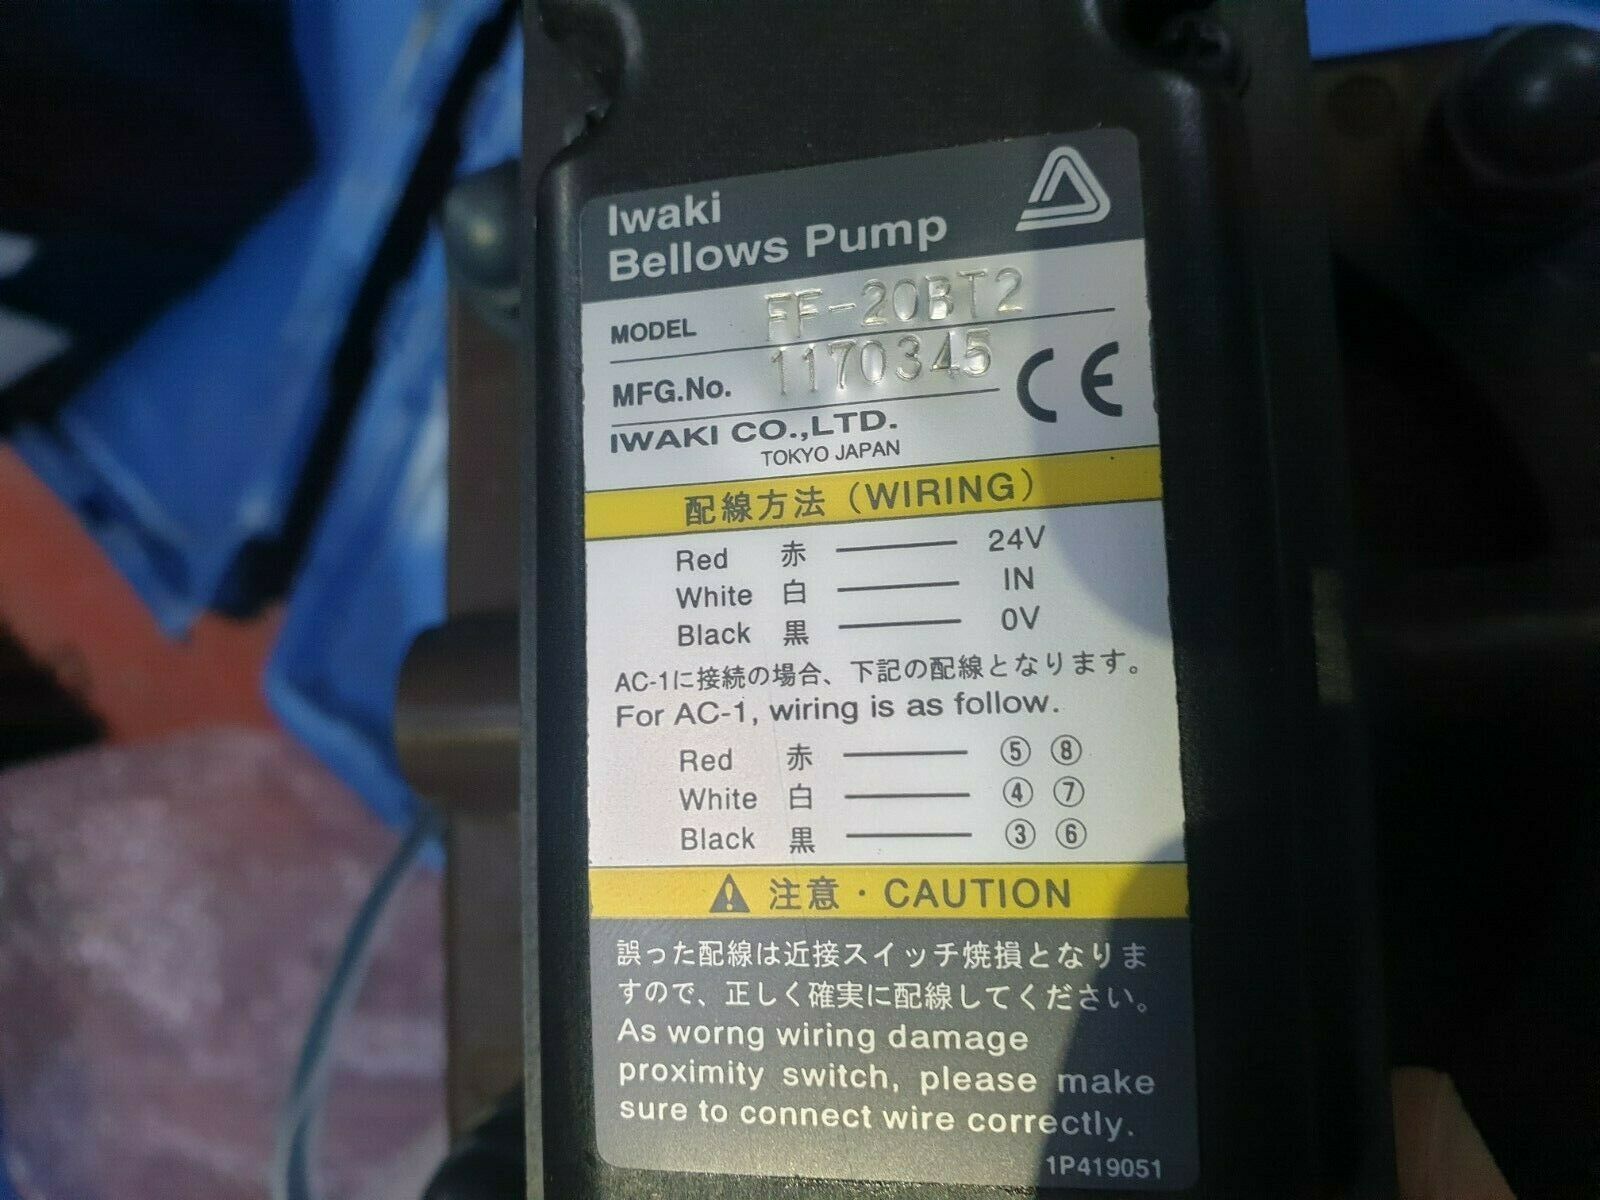 Iwaki
Bellows Pump
MODEL FF-20BT2
MFG.No. 1170345
CE
IWAKI CO.,LTD.
TOKYO JAPAN
配線方法（WIRING）
Red 赤 24V
White 白 IN
Black 黒 0V
AC-1に接続の場合、下記の配線となります。
For AC-1, wiring is as follow.
Red 赤 ⑤ ⑧
White 白 ④ ⑦
Black 黒 ③ ⑥
注意・CAUTION
誤った配線は近接スイッチ焼損となりま
すので、正しく確実に配線してください。
As worng wiring damage
proximity switch, please make
sure to connect wire correctly.
1P419051